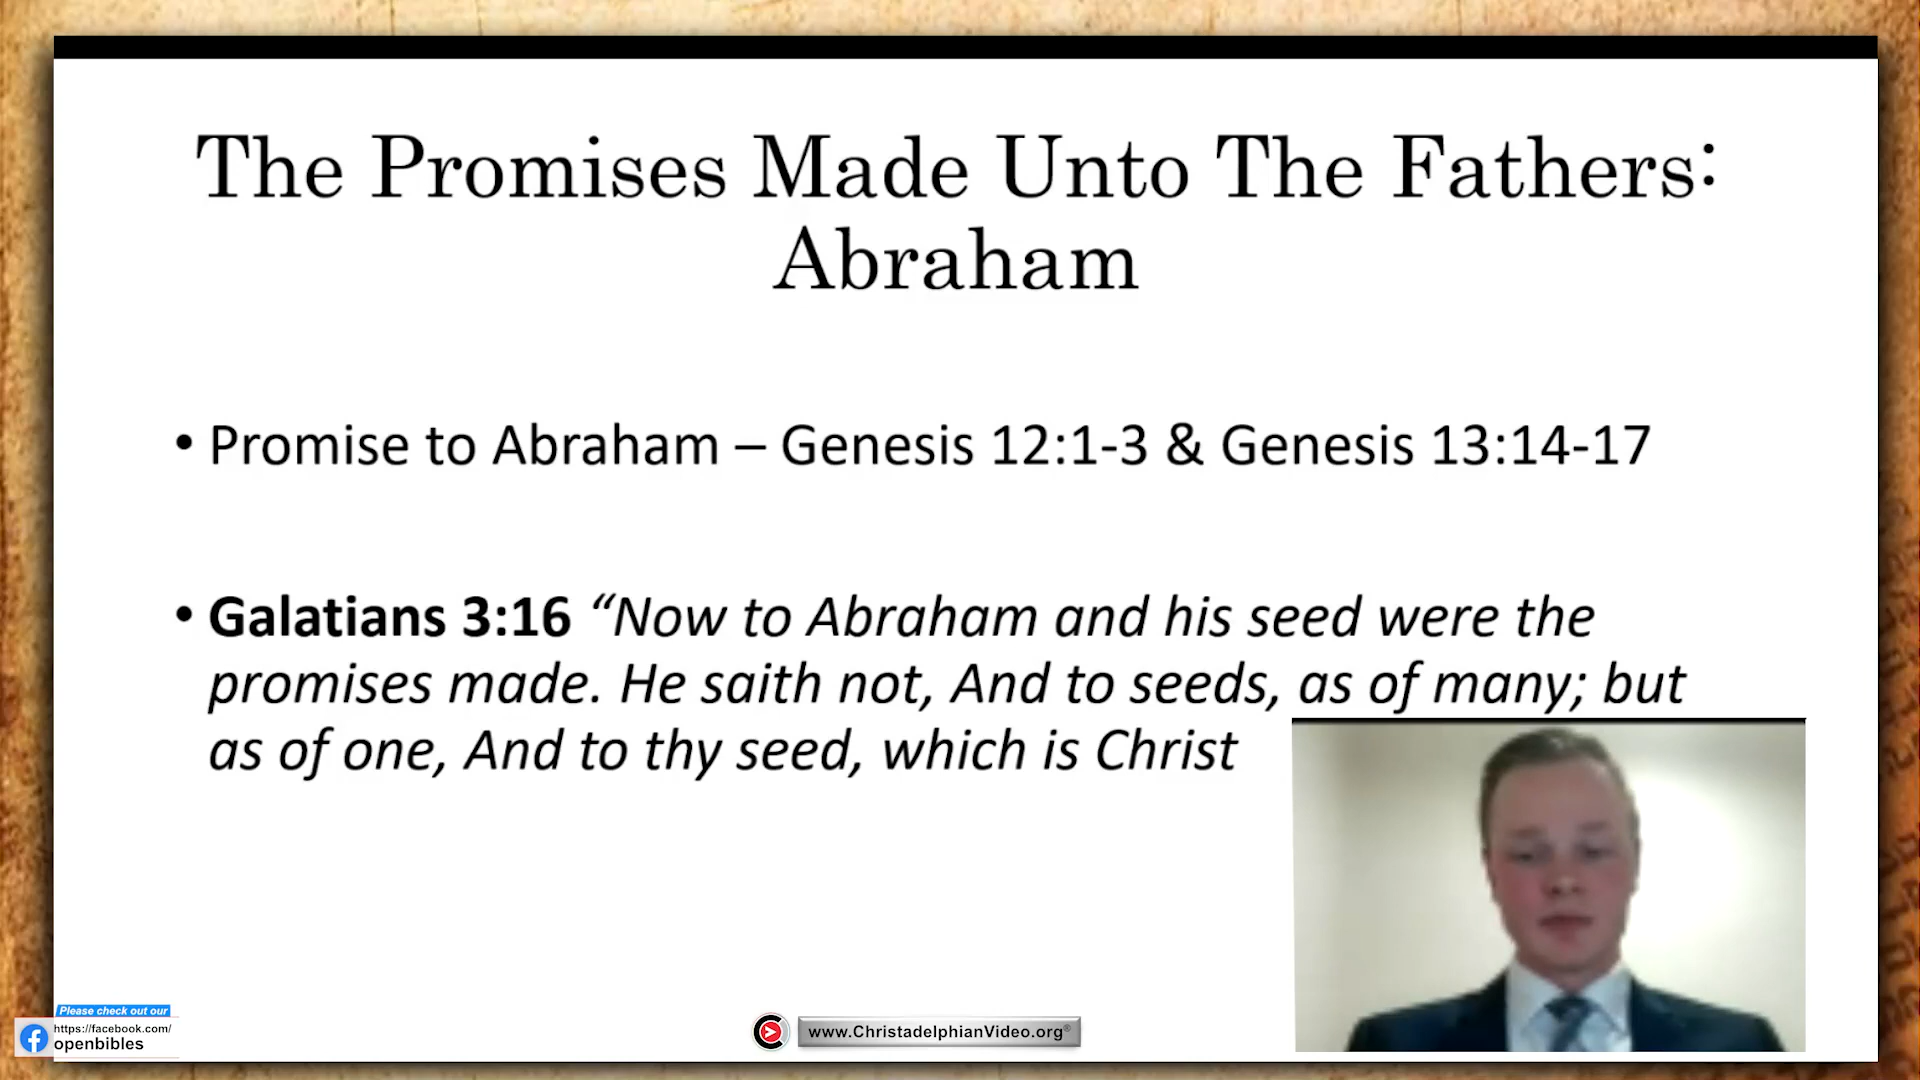 The Promises Made Unto The Fathers:
Abraham
• Promise to Abraham – Genesis 12:1-3 & Genesis 13:14-17
• Galatians 3:16 “Now to Abraham and his seed were the
promises made. He saith not, And to seeds, as of many; but
as of one, And to thy seed, which is Christ
Please check out our
https://facebook.com/
openbibles
www.ChristadelphianVideo.org®